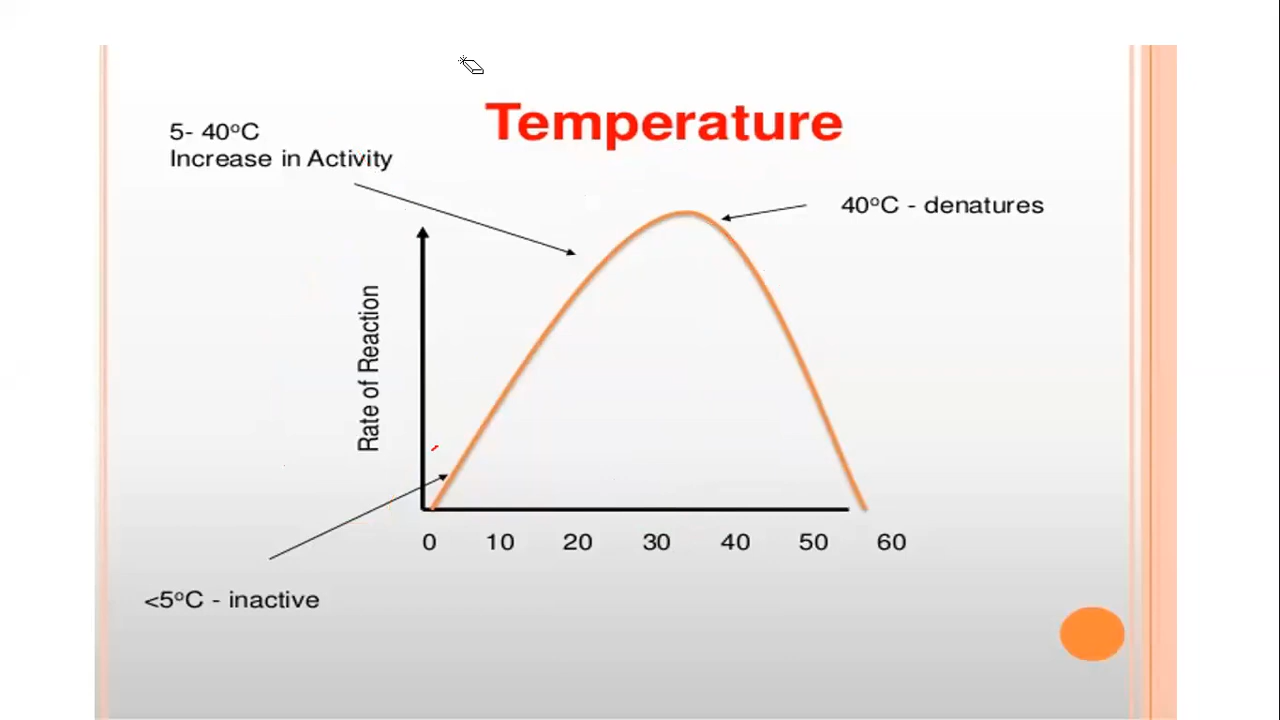 Temperature
5- 40°C
Increase in Activity
40°C - denatures
Rate of Reaction
0 10 20 30 40 50 60
<5°C - inactive